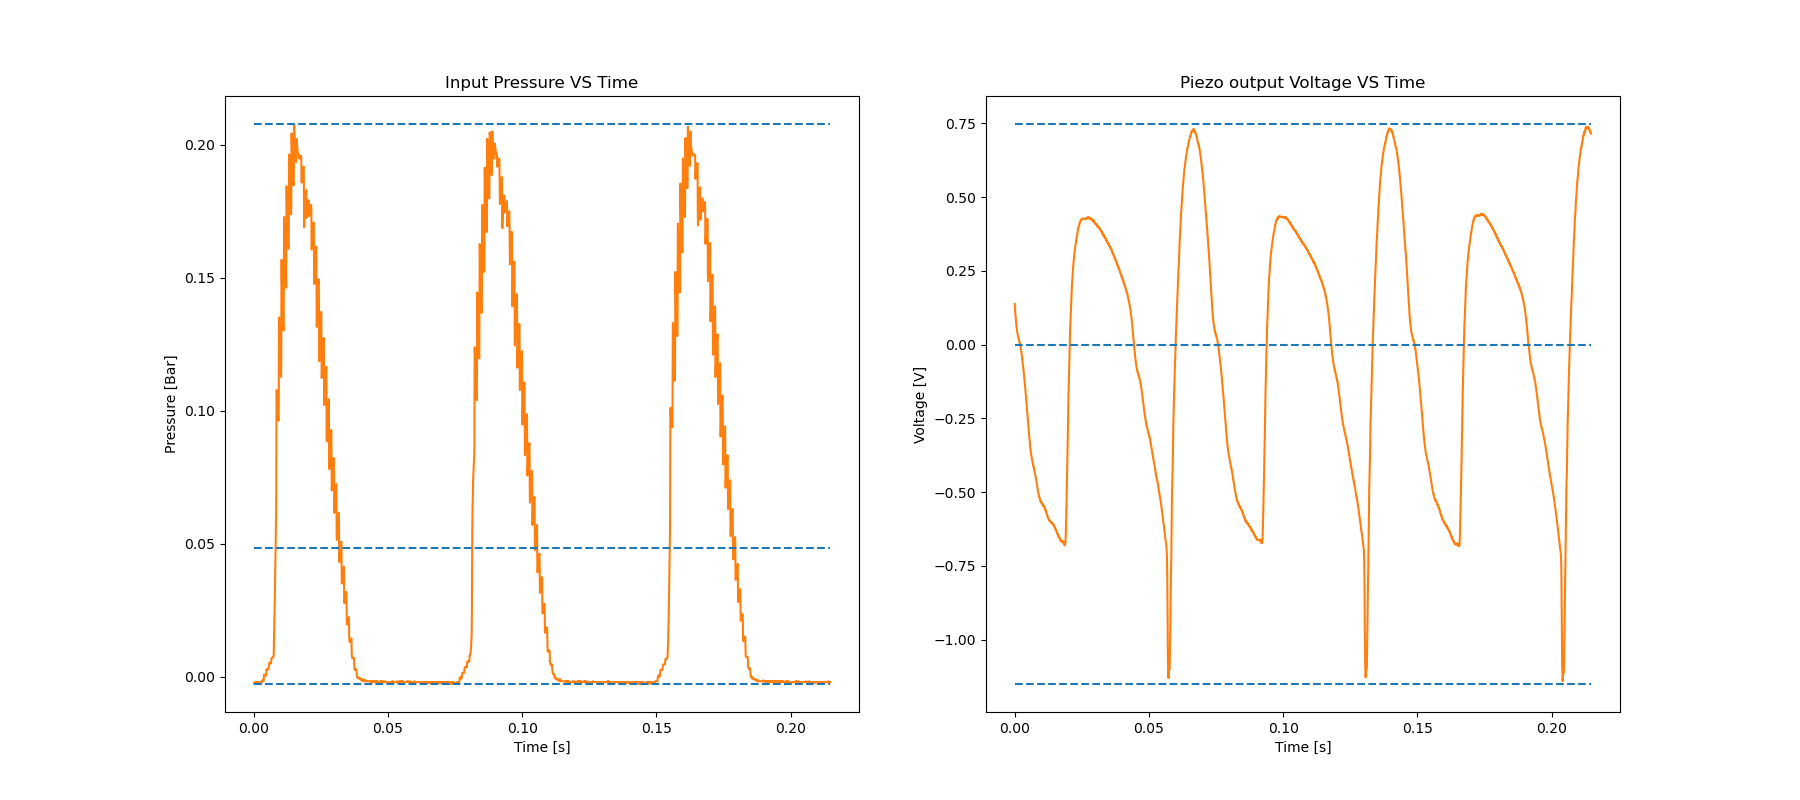 Input Pressure VS Time
Pressure [Bar]
0.20
0.15
0.10
0.05
0.00
0.00 0.05 0.10 0.15 0.20
Time [s]
Piezo output Voltage VS Time
Voltage [V]
0.75
0.50
0.25
0.00
−0.25
−0.50
−0.75
−1.00
0.00 0.05 0.10 0.15 0.20
Time [s]